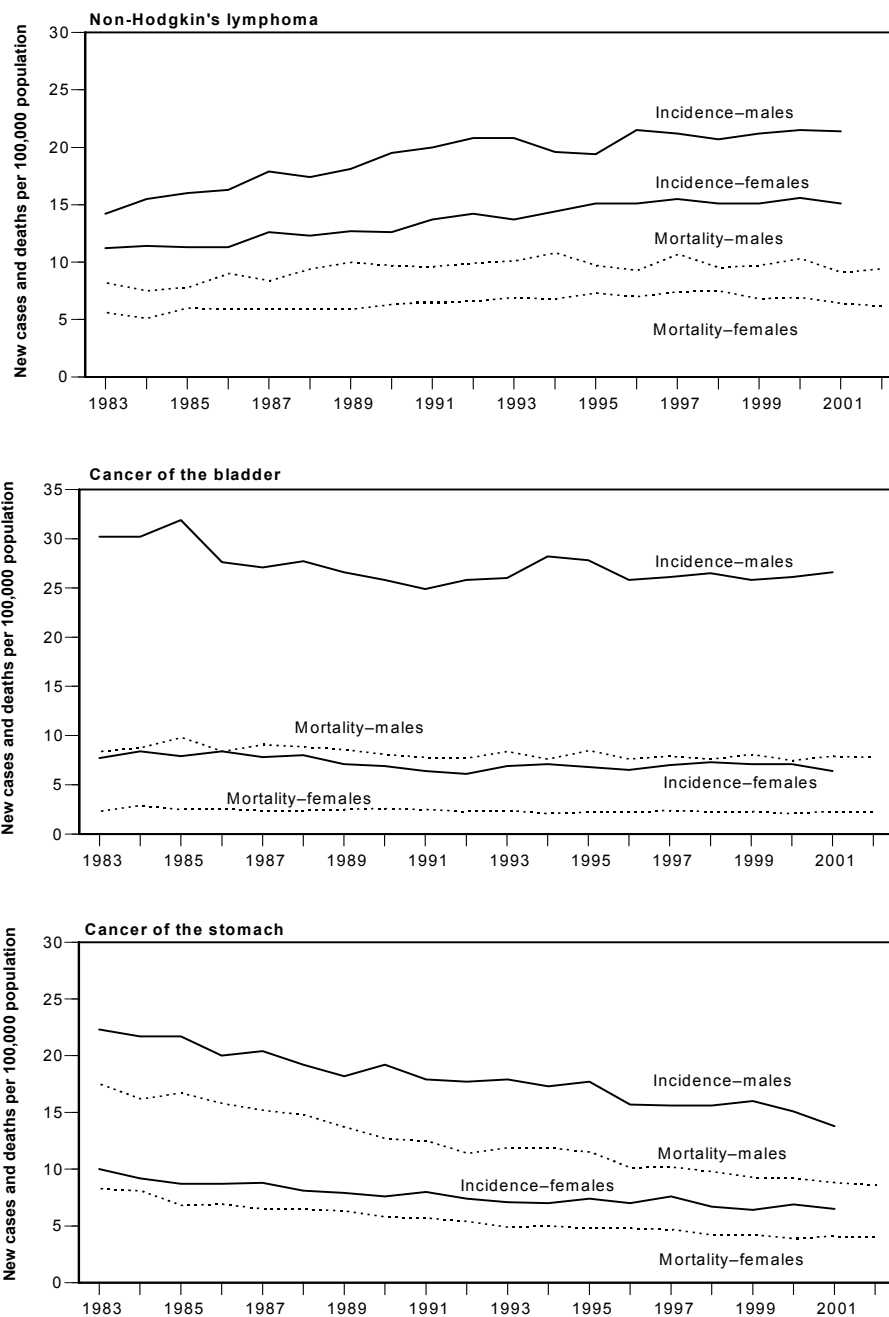 Non-Hodgkin's lymphoma
New cases and deaths per 100,000 population
30
25
20
15
10
5
0
Incidence–males
Incidence–females
Mortality–males
Mortality–females
1983 1985 1987 1989 1991 1993 1995 1997 1999 2001
Cancer of the bladder
New cases and deaths per 100,000 population
35
30
25
20
15
10
5
0
Incidence–males
Mortality–males
Incidence–females
Mortality–females
1983 1985 1987 1989 1991 1993 1995 1997 1999 2001
Cancer of the stomach
New cases and deaths per 100,000 population
30
25
20
15
10
5
0
Incidence–males
Mortality–males
Incidence–females
Mortality–females
1983 1985 1987 1989 1991 1993 1995 1997 1999 2001